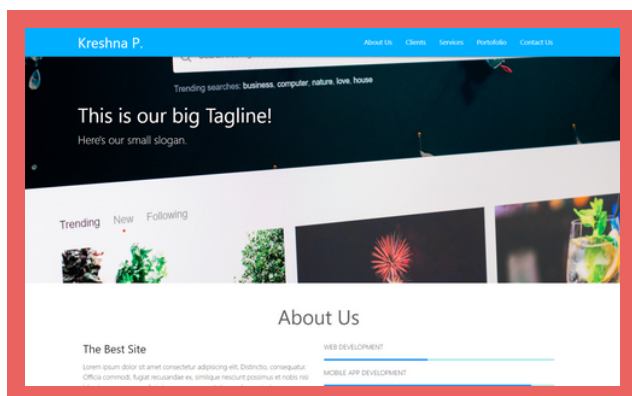 Kreshna P.
About Us Clients Services Portofolio Contact Us
Trending searches: business, computer, nature, love, house
This is our big Tagline!
Here's our small slogan.
Trending New Following
About Us
The Best Site
Lorem ipsum dolor sit amet consectetur adipisicing elit. Distinctio, consequatur.
Officia commodi, fugiat recusandae ex, similique nesciunt possimus et nobis nisi
WEB DEVELOPMENT
MOBILE APP DEVELOPMENT